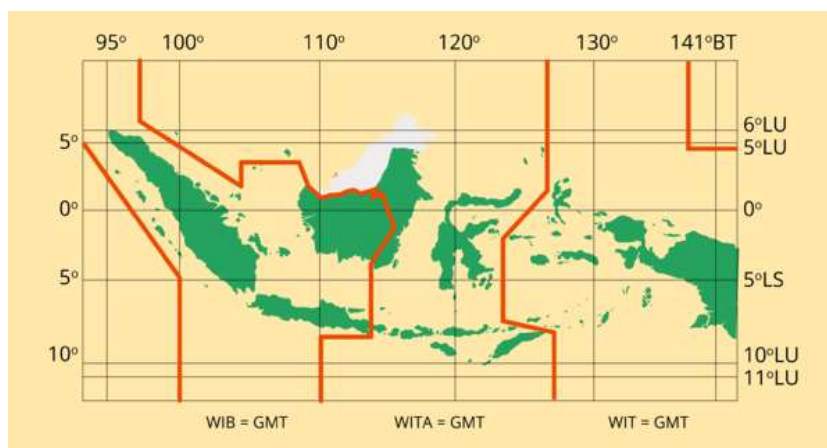 95° 100° 110° 120° 130° 141°BT
6°LU
5° 5°LU
0° 0°
5° 5°LS
10° 10°LU
11°LU
WIB = GMT WITA = GMT WIT = GMT